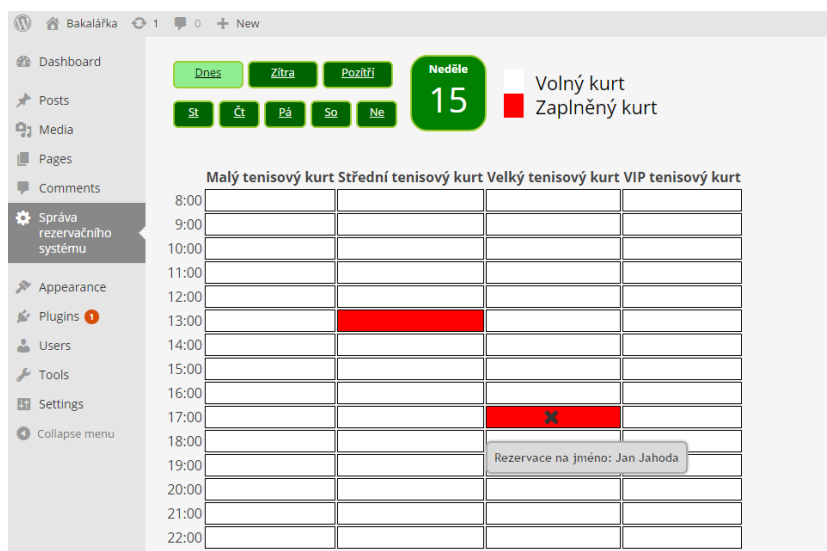 Bakalářka 1 0 New
Dashboard
Posts
Media
Pages
Comments
Správa
rezervačního
systému
Appearance
Plugins 1
Users
Tools
Settings
Collapse menu
Dnes Zítra Pozítří
St Čt Pá So Ne
Neděle
15
Volný kurt
Zaplněný kurt
Malý tenisový kurt Střední tenisový kurt Velký tenisový kurt VIP tenisový kurt
8:00
9:00
10:00
11:00
12:00
13:00
14:00
15:00
16:00
17:00
18:00
Rezervace na jméno: Jan Jahoda
19:00
20:00
21:00
22:00